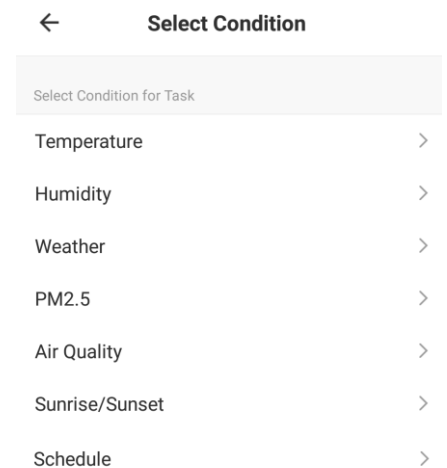 Select Condition
Select Condition for Task
Temperature
Humidity
Weather
PM2.5
Air Quality
Sunrise/Sunset
Schedule